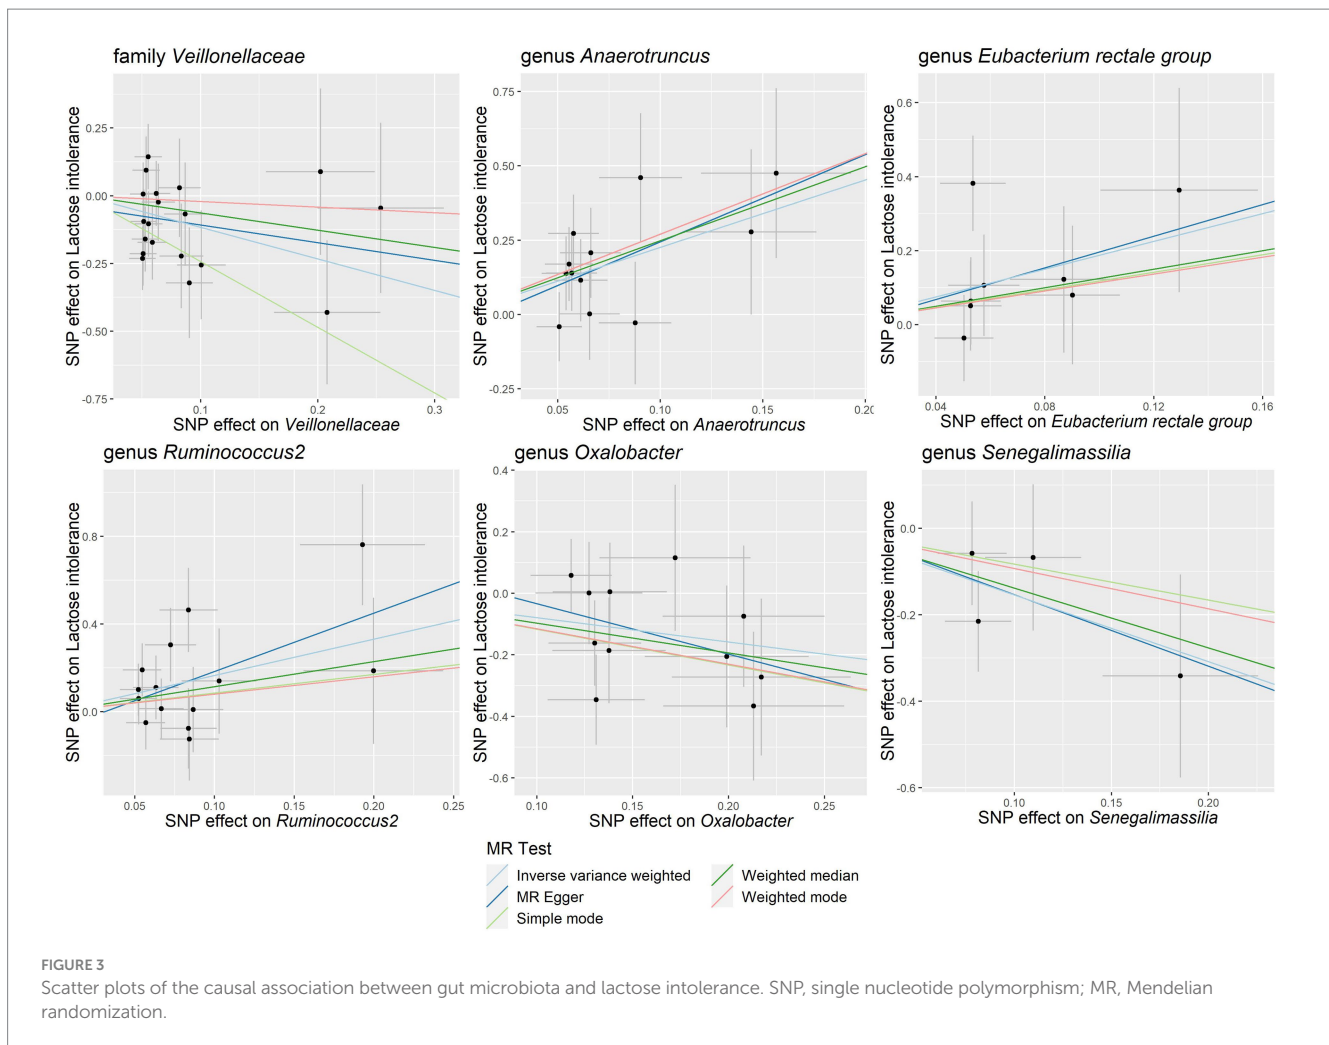 family Veillonellaceae
SNP effect on Lactose intolerance
0.25
0.00
-0.25
-0.50
-0.75
0.1
0.2
0.3
SNP effect on Veillonellaceae
genus Anaerotruncus
SNP effect on Lactose intolerance
0.75
0.50
0.25
0.00
-0.25
0.05
0.10
0.15
SNP effect on Anaerotruncus
genus Eubacterium rectale group
SNP effect on Lactose intolerance
0.6
0.4
0.2
0.0
0.04
0.08
0.12
0.16
SNP effect on Eubacterium rectale group
genus Ruminococcus2
SNP effect on Lactose intolerance
0.8
0.4
0.0
0.05
0.10
0.15
0.20
0.25
SNP effect on Ruminococcus2
genus Oxalobacter
SNP effect on Lactose intolerance
0.4
0.2
0.0
-0.2
-0.4
-0.6
0.10
0.15
0.20
0.25
SNP effect on Oxalobacter
genus Senegalimassilia
SNP effect on Lactose intolerance
0.0
-0.2
-0.4
-0.6
0.10
0.15
0.20
SNP effect on Senegalimassilia
MR Test
Inverse variance weighted
MR Egger
Simple mode
Weighted median
Weighted mode
FIGURE 3
Scatter plots of the causal association between gut microbiota and lactose intolerance. SNP, single nucleotide polymorphism; MR, Mendelian
randomization.